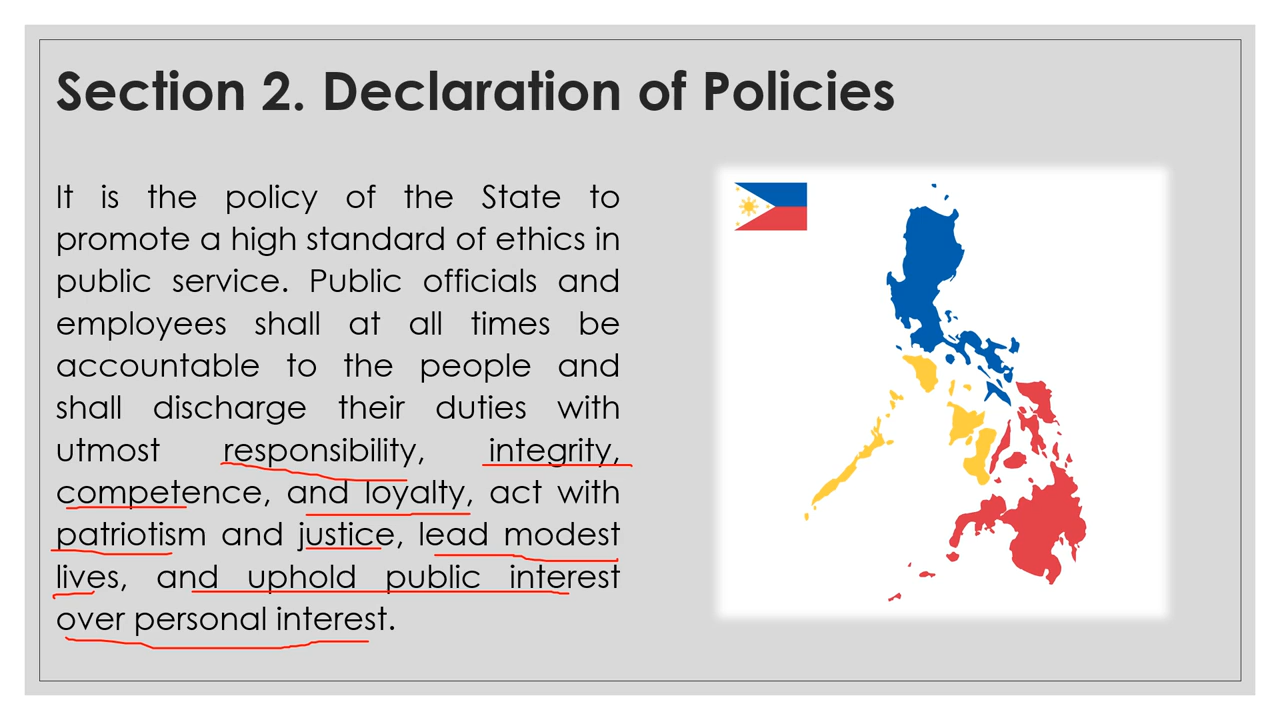 Section 2. Declaration of Policies
It is the policy of the State to
promote a high standard of ethics in
public service. Public officials and
employees shall at all times be
accountable to the people and
shall discharge their duties with
utmost responsibility, integrity,
competence, and loyalty, act with
patriotism and justice, lead modest
lives, and uphold public interest
over personal interest.